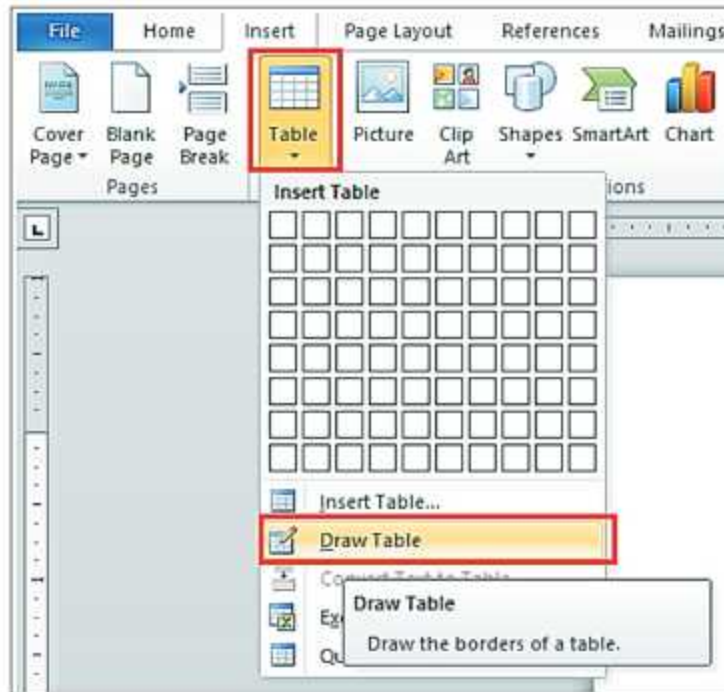 File Home Insert Page Layout References Mailings
Cover Page Blank Page Page Break Table Picture Clip Art Shapes SmartArt Chart
Pages
Insert Table
Insert Table...
Draw Table
Draw Table
Draw the borders of a table.